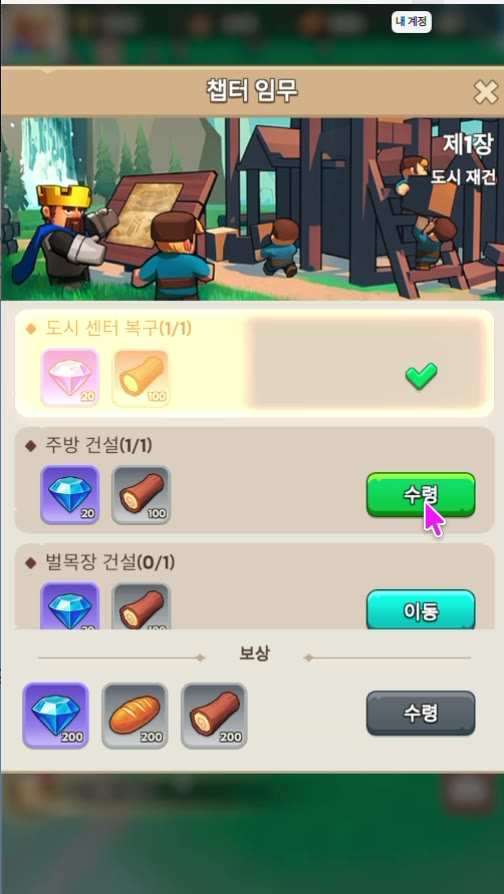 내 계정
챕터 임무
제1장
도시 재건
도시 센터 복구(1/1)
20
100
주방 건설(1/1)
20
100
수령
벌목장 건설(0/1)
이동
보상
200
200
200
수령